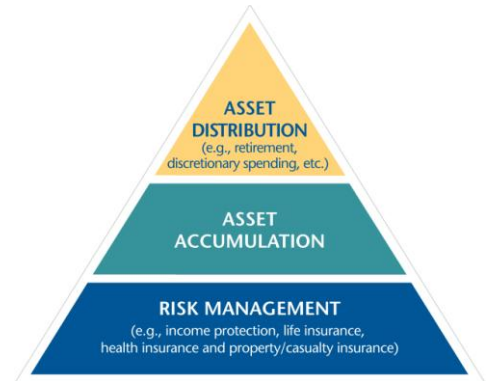 ASSET
DISTRIBUTION
(e.g., retirement,
discretionary spending, etc.)
ASSET
ACCUMULATION
RISK MANAGEMENT
(e.g., income protection, life insurance,
health insurance and property/casualty insurance)